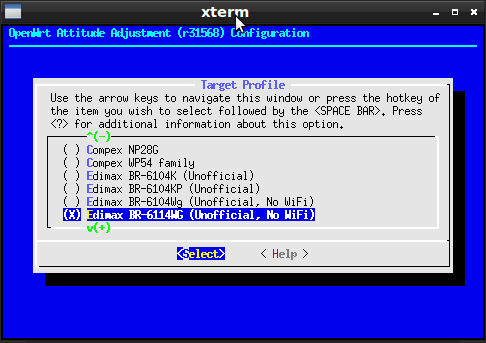 xterm
OpenWrt Attitude Adjustment (r31568) Configuration
Target Profile
Use the arrow keys to navigate this window or press the hotkey of
the item you wish to select followed by the <SPACE BAR>. Press
<?> for additional information about this option.
^(-)
( ) Compex NP28G
( ) Compex WP54 family
( ) Edimax BR-6104K (Unofficial)
( ) Edimax BR-6104KP (Unofficial)
( ) Edimax BR-6104Wg (Unofficial, No WiFi)
(X) Edimax BR-6114WG (Unofficial, No WiFi)
v(+)
<Select> < Help >